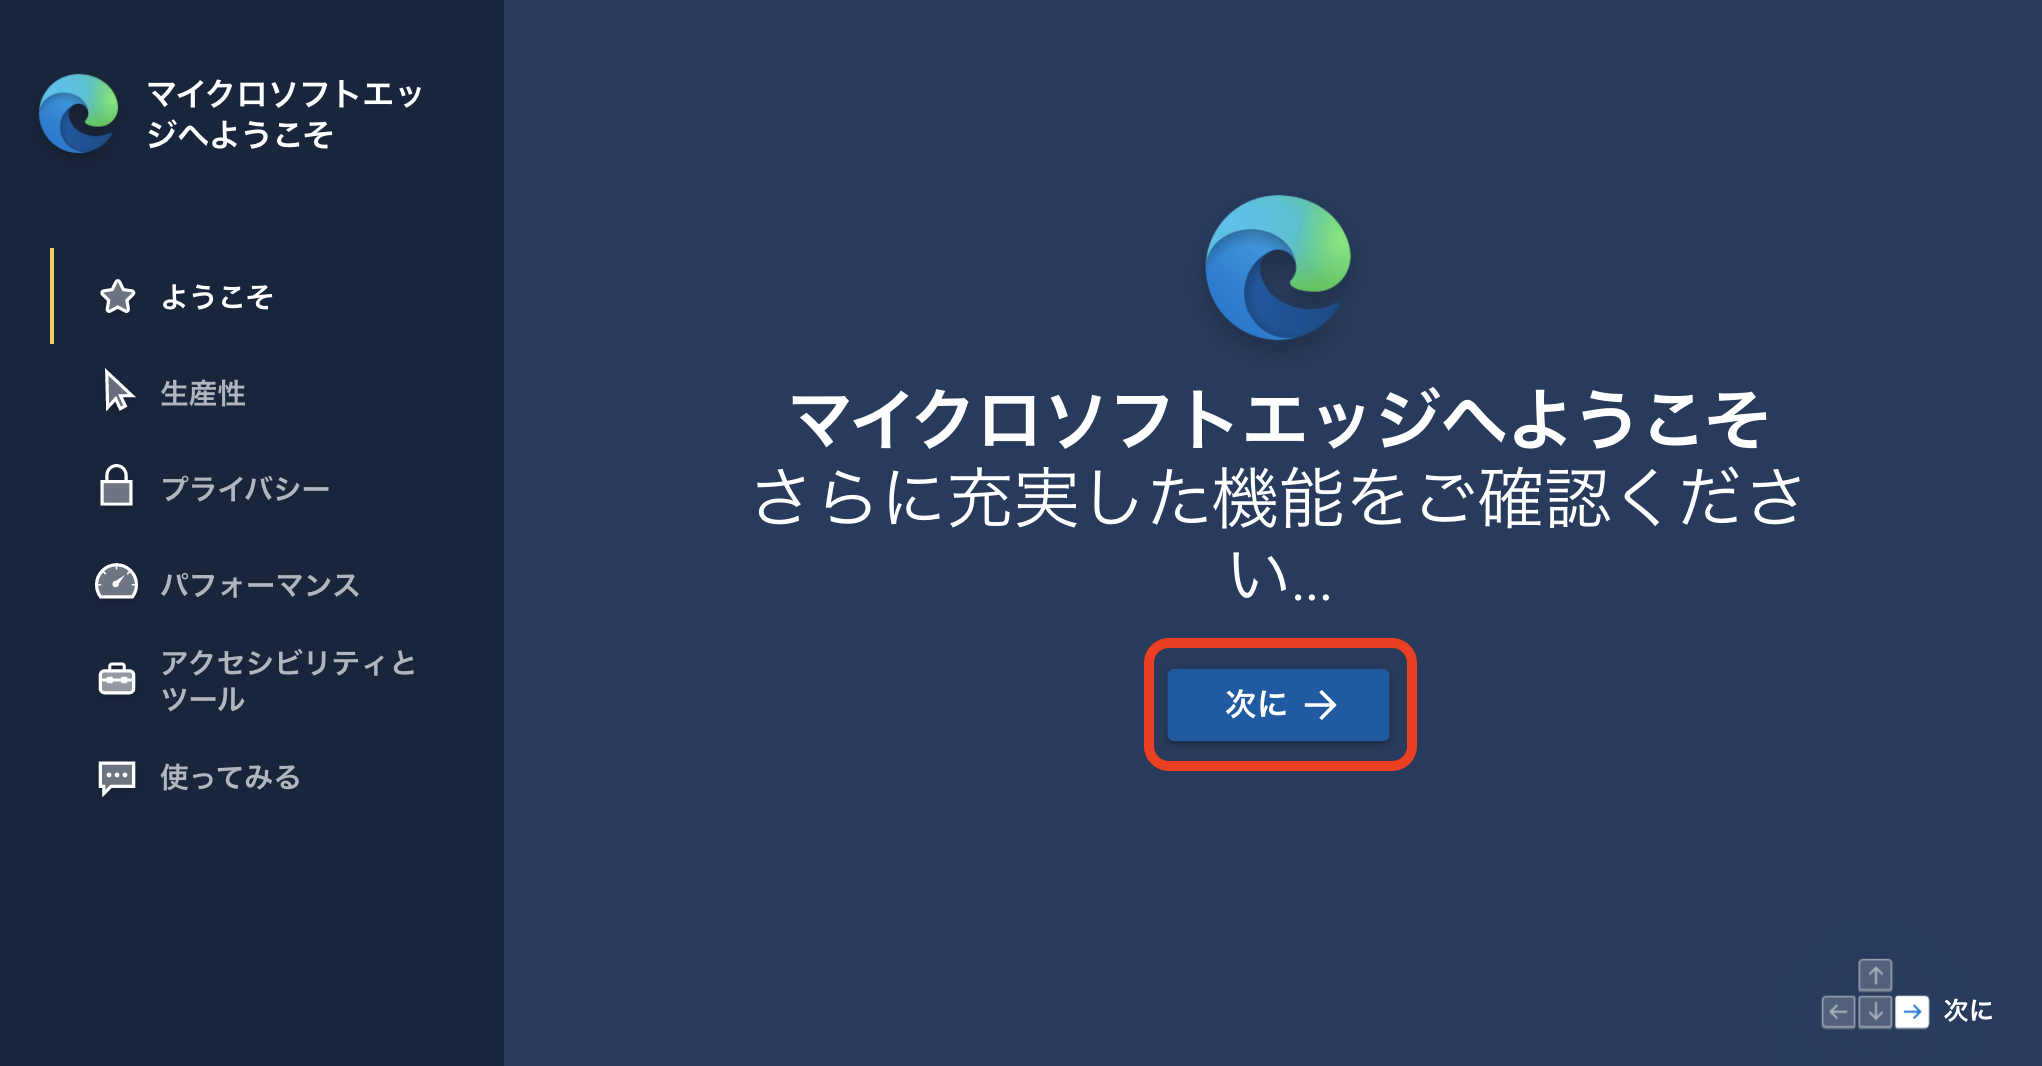 マイクロソフトエッ
ジへようこそ
ようこそ
生産性
プライバシー
パフォーマンス
アクセシビリティと
ツール
使ってみる
マイクロソフトエッジへようこそ
さらに充実した機能をご確認くださ
い...
次に →
↑
← ↓ → 次に